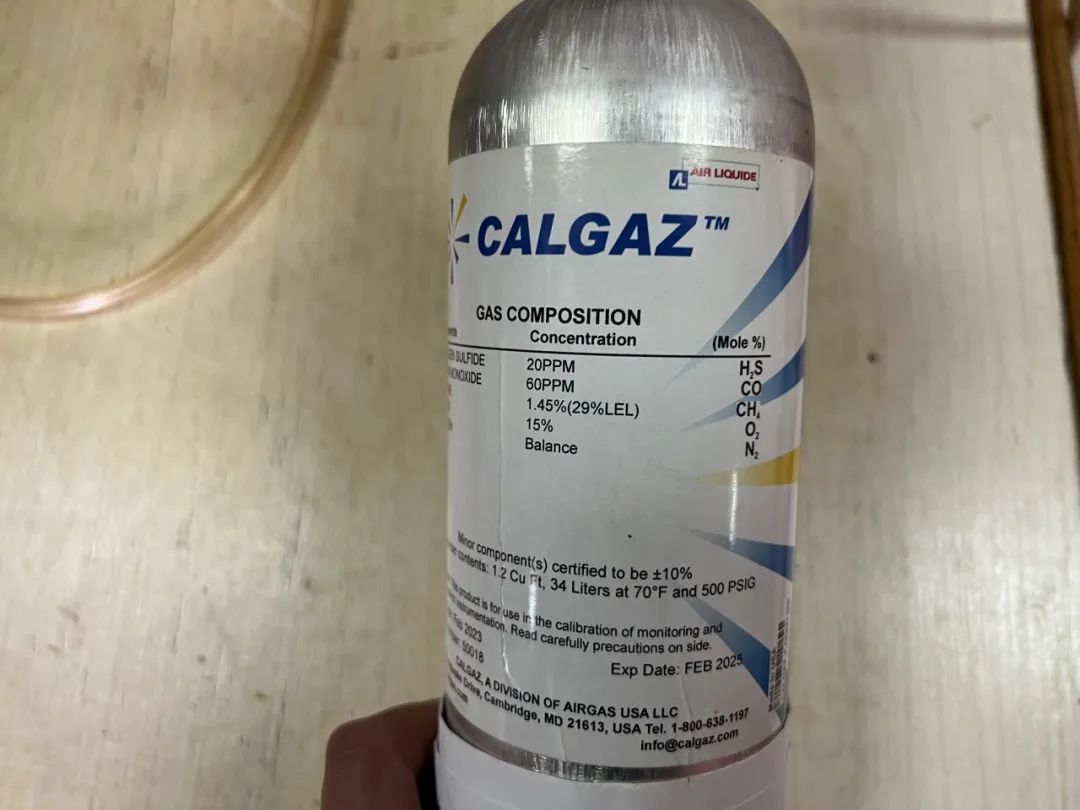 AIR LIQUIDE
CALGAZ™
GAS COMPOSITION
Concentration (Mole %)
SULFIDE 20PPM H₂S
MONOXIDE 60PPM CO
1.45%(29%LEL) CH₄
15% O₂
Balance N₂
Minor component(s) certified to be ±10%
contents: 1.2 Cu Ft, 34 Liters at 70°F and 500 PSIG
product is for use in the calibration of monitoring and
instrumentation. Read carefully precautions on side.
Feb 2023
50018
Exp Date: FEB 2025
CALGAZ, A DIVISION OF AIRGAS USA LLC
Drive, Cambridge, MD 21613, USA Tel. 1-800-638-1197
info@calgaz.com